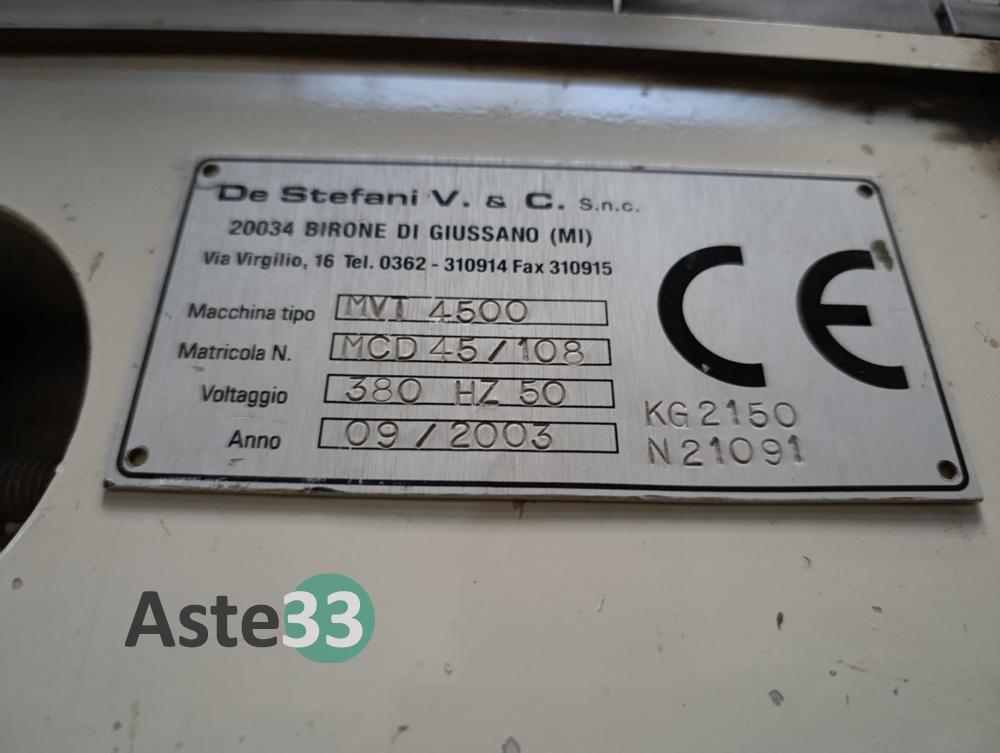 De Stefani V. & C. S.n.c.
20034 BIRONE DI GIUSSANO (MI)
Via Virgilio, 16 Tel. 0362 - 310914 Fax 310915
Macchina tipo MVT 4500
Matricola N. MCD 45/108
Voltaggio 380 HZ 50
Anno 09/2003
CE
KG 2150
N 21091
Aste33